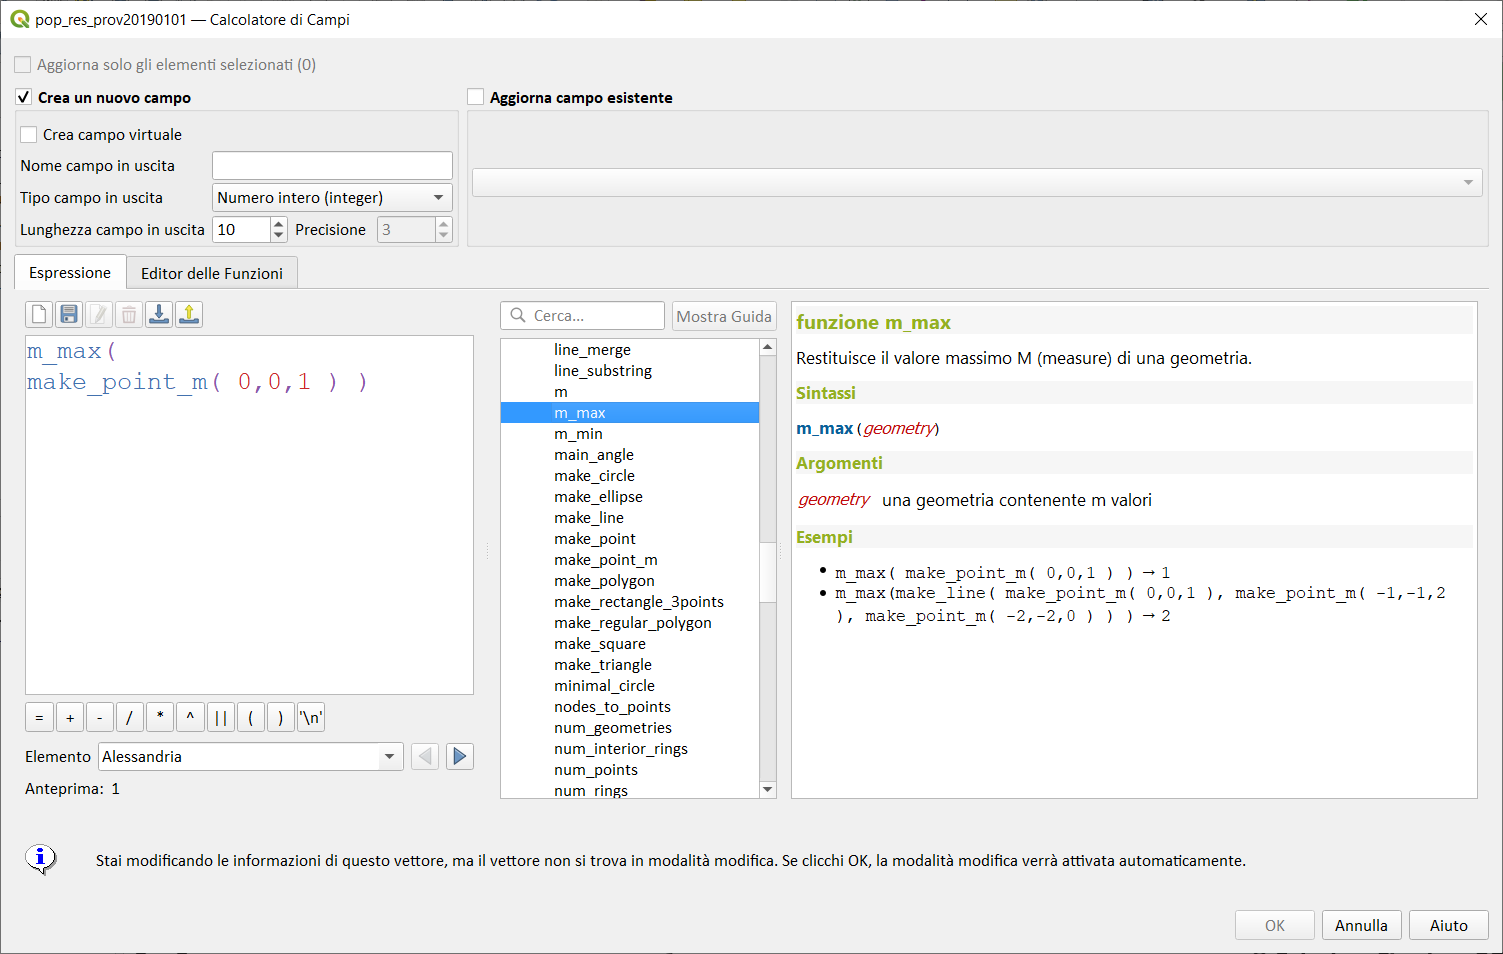 pop_res_prov20190101 — Calcolatore di Campi
Aggiorna solo gli elementi selezionati (0)
Crea un nuovo campo
Aggiorna campo esistente
Crea campo virtuale
Nome campo in uscita
Tipo campo in uscita Numero intero (integer)
Lunghezza campo in uscita 10 Precisione 3
Espressione Editor delle Funzioni
m_max(
make_point_m( 0,0,1 ) )
= + - / * ^ || ( ) '\n'
Elemento Alessandria
Anteprima: 1
Cerca... Mostra Guida
line_merge
line_substring
m
m_max
m_min
main_angle
make_circle
make_ellipse
make_line
make_point
make_point_m
make_polygon
make_rectangle_3points
make_regular_polygon
make_square
make_triangle
minimal_circle
nodes_to_points
num_geometries
num_interior_rings
num_points
num_rings
funzione m_max
Restituisce il valore massimo M (measure) di una geometria.
Sintassi
m_max(geometry)
Argomenti
geometry una geometria contenente m valori
Esempi
• m_max( make_point_m( 0,0,1 ) ) → 1
• m_max(make_line( make_point_m( 0,0,1 ), make_point_m( -1,-1,2
), make_point_m( -2,-2,0 ) ) ) → 2
Stai modificando le informazioni di questo vettore, ma il vettore non si trova in modalità modifica. Se clicchi OK, la modalità modifica verrà attivata automaticamente.
OK Annulla Aiuto